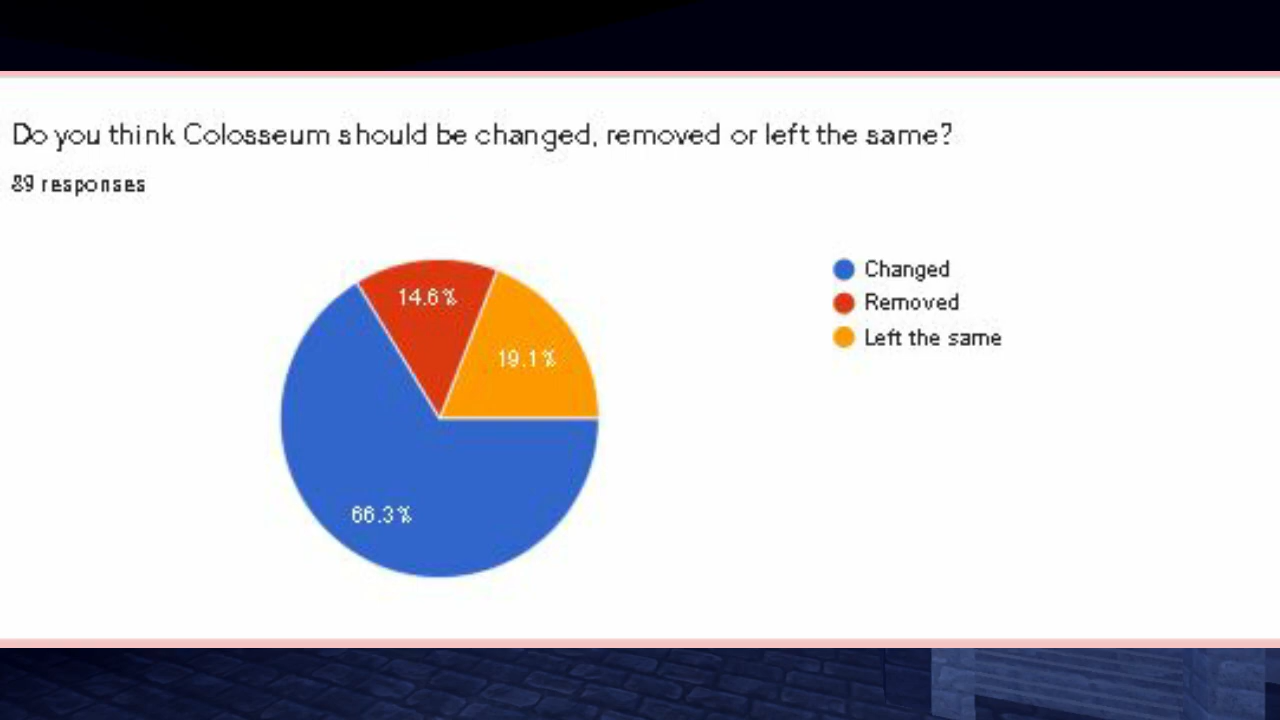 Do you think Colosseum should be changed, removed or left the same?
89 responses
Changed
Removed
Left the same
14.6%
19.1%
66.3%